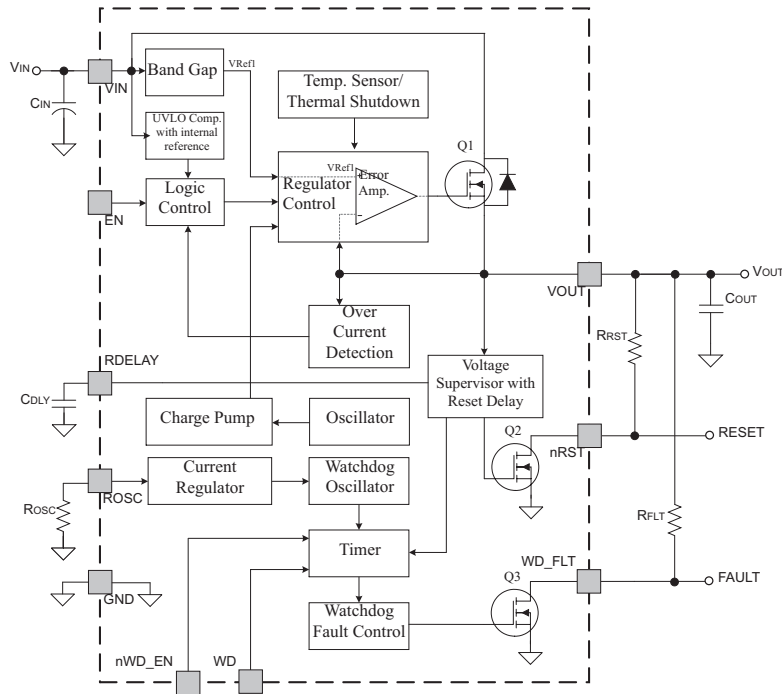 VIN
CIN
VIN
Band Gap
VRef1
Temp. Sensor/
Thermal Shutdown
UVLO Comp.
with internal
reference
Q1
VRef1
Error
Amp.
Regulator
Control
+
-
Logic
Control
EN
VOUT
VOUT
COUT
RRST
Over
Current
Detection
RDELAY
CDLY
Voltage
Supervisor with
Reset Delay
Charge Pump
Oscillator
Q2
nRST
RESET
ROSC
ROSC
Current
Regulator
Watchdog
Oscillator
RFLT
Timer
GND
WD_FLT
FAULT
Q3
Watchdog
Fault Control
nWD_EN
WD